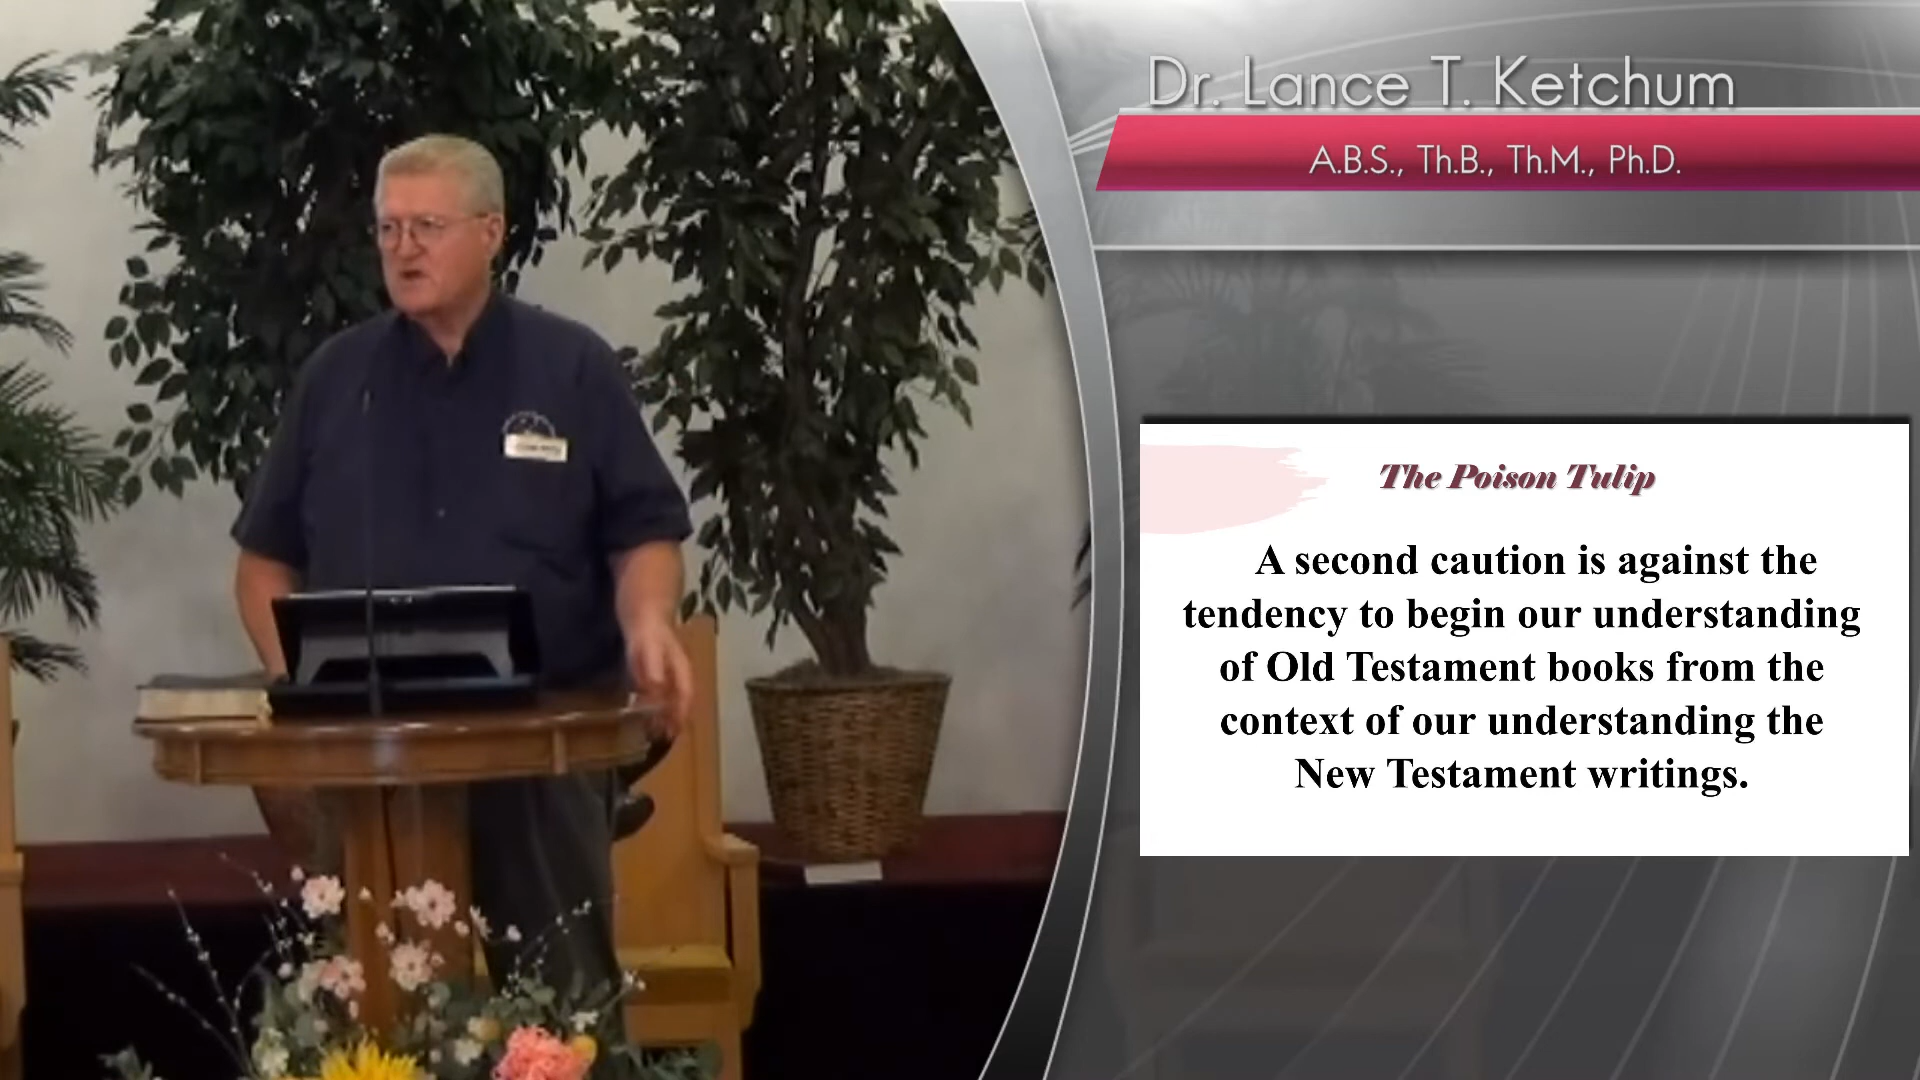 Dr. Lance T. Ketchum
A.B.S., Th.B., Th.M., Ph.D.
The Poison Tulip
A second caution is against the
tendency to begin our understanding
of Old Testament books from the
context of our understanding the
New Testament writings.